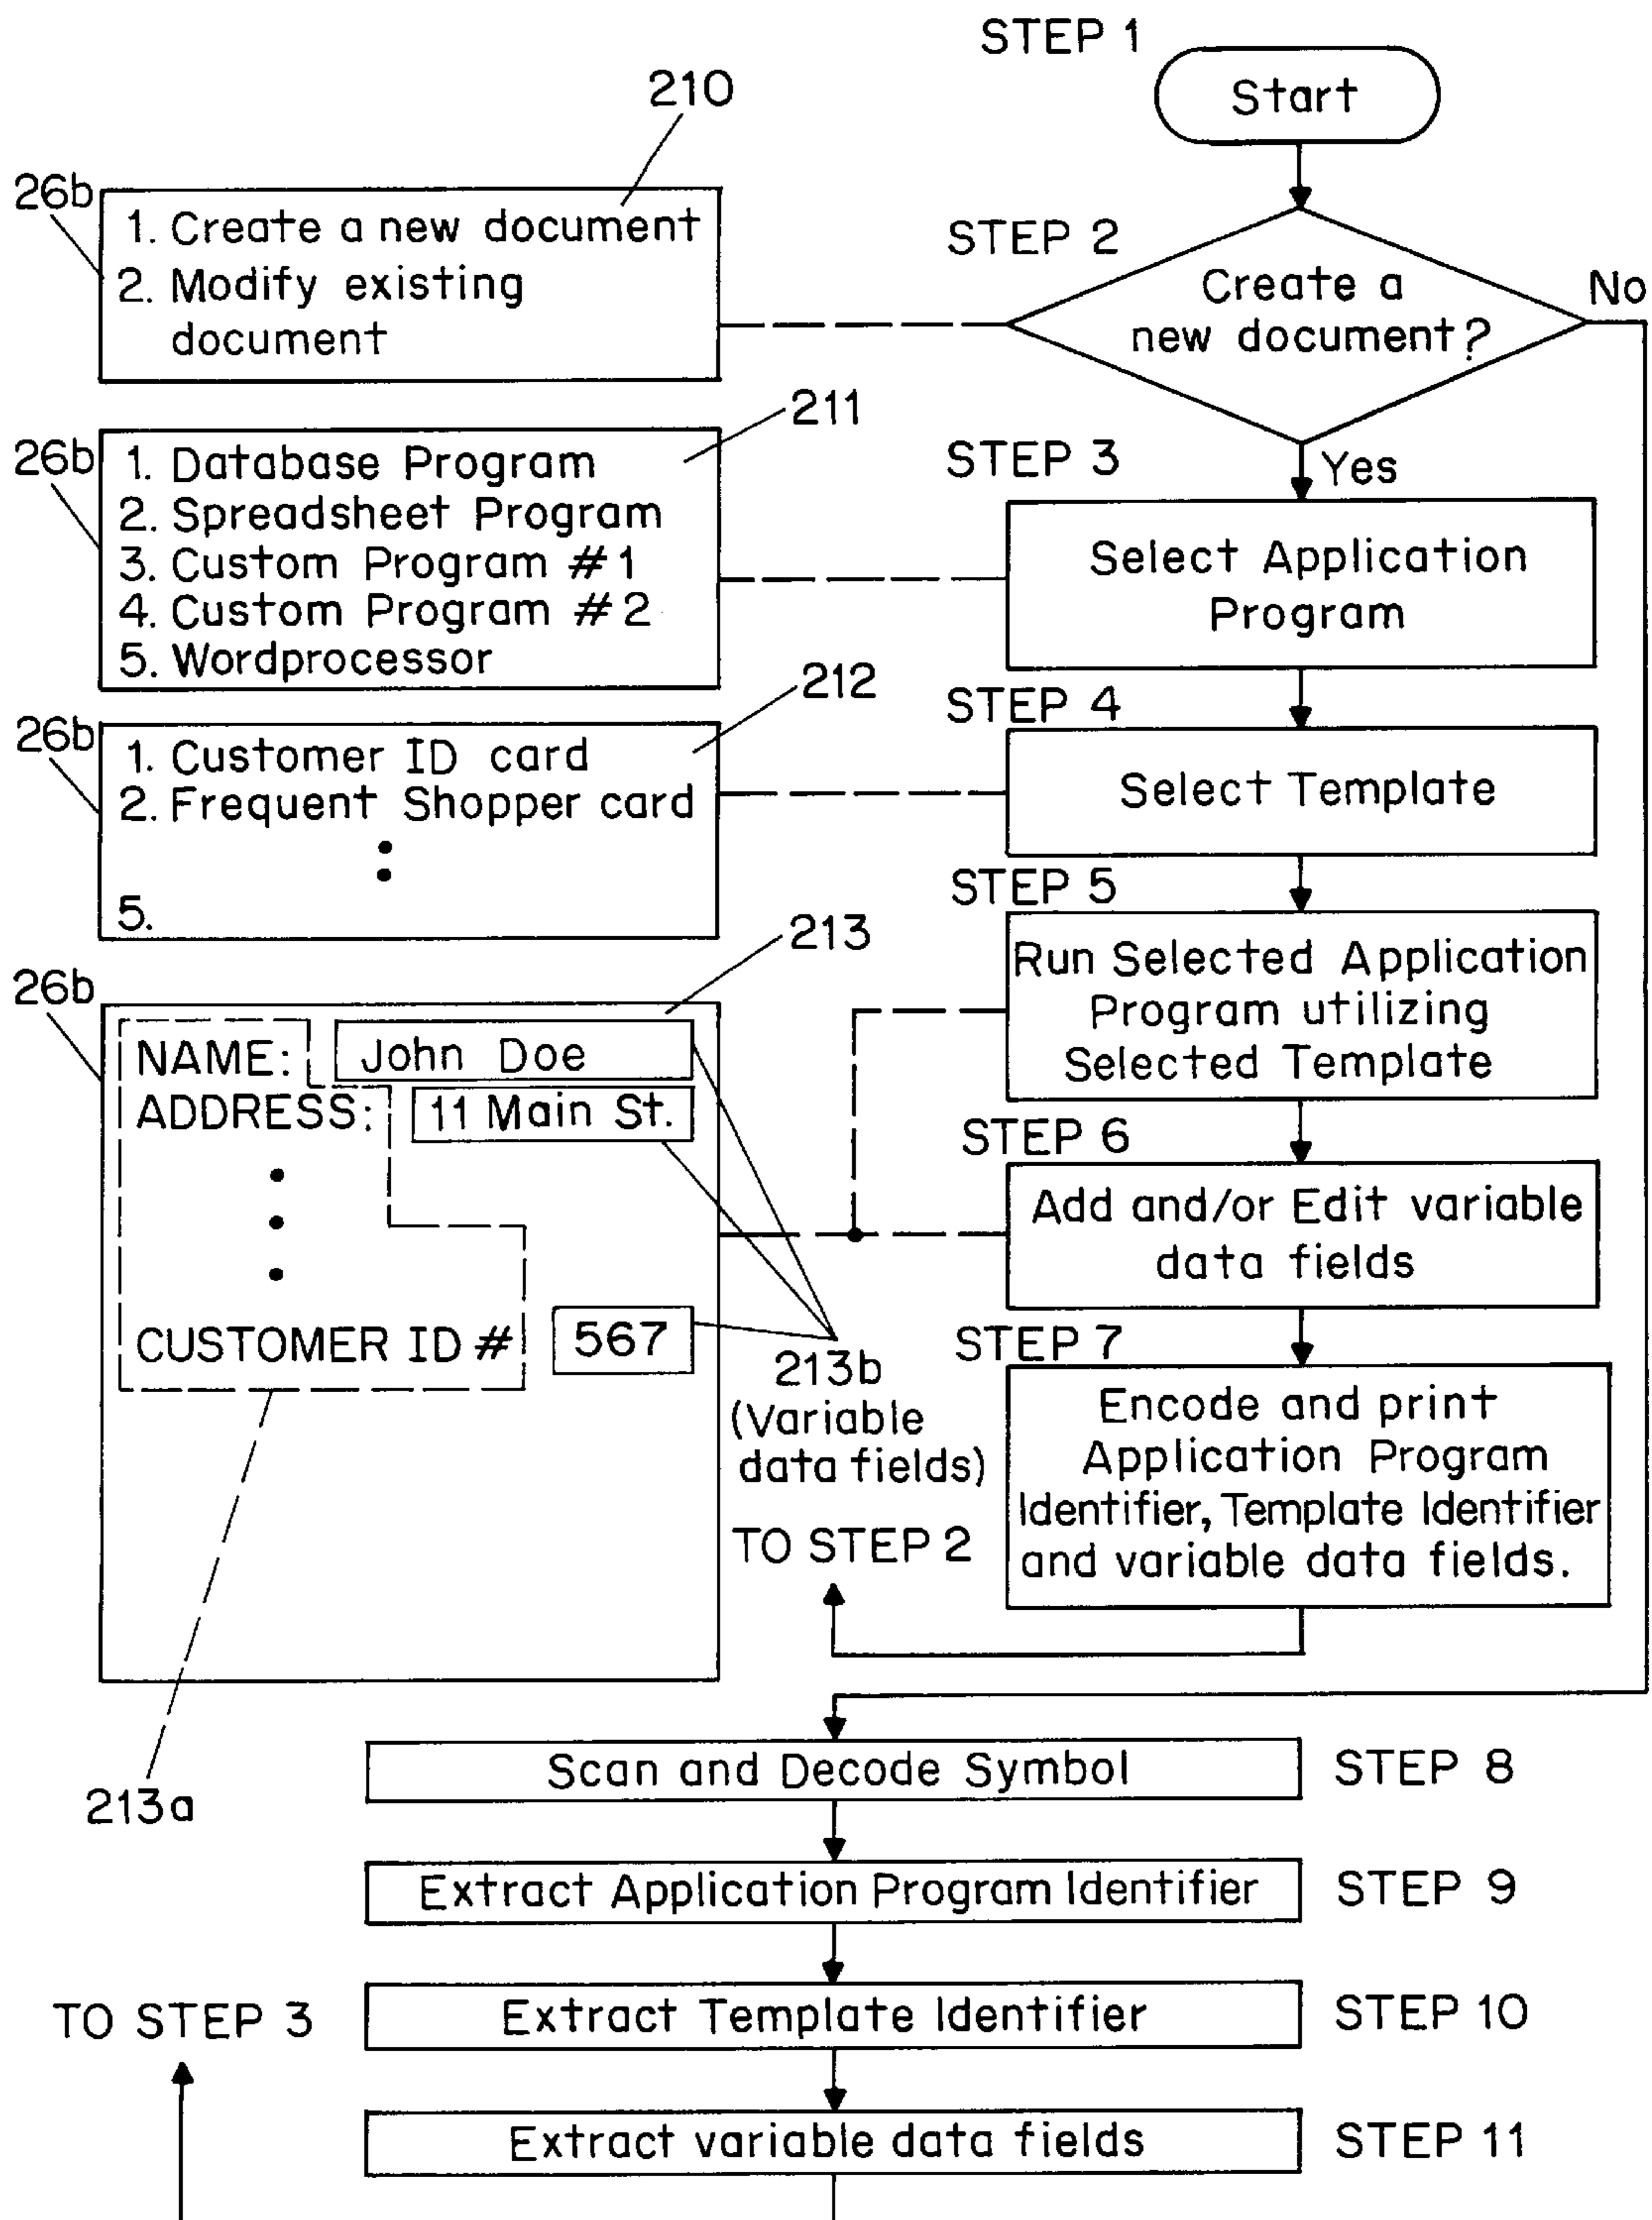 STEP 1
Start
210
26b
1. Create a new document
2. Modify existing
document
STEP 2
Create a
new document?
No
Yes
211
26b
1. Database Program
2. Spreadsheet Program
3. Custom Program #1
4. Custom Program #2
5. Wordprocessor
STEP 3
Select Application
Program
212
26b
1. Customer ID card
2. Frequent Shopper card
5.
STEP 4
Select Template
213
26b
NAME: John Doe
ADDRESS: 11 Main St.
CUSTOMER ID # 567
STEP 5
Run Selected Application
Program utilizing
Selected Template
STEP 6
Add and/or Edit variable
data fields
213b
(Variable
data fields)
STEP 7
Encode and print
Application Program
Identifier, Template Identifier
and variable data fields.
TO STEP 2
213a
Scan and Decode Symbol STEP 8
Extract Application Program Identifier STEP 9
TO STEP 3
Extract Template Identifier STEP 10
Extract variable data fields STEP 11